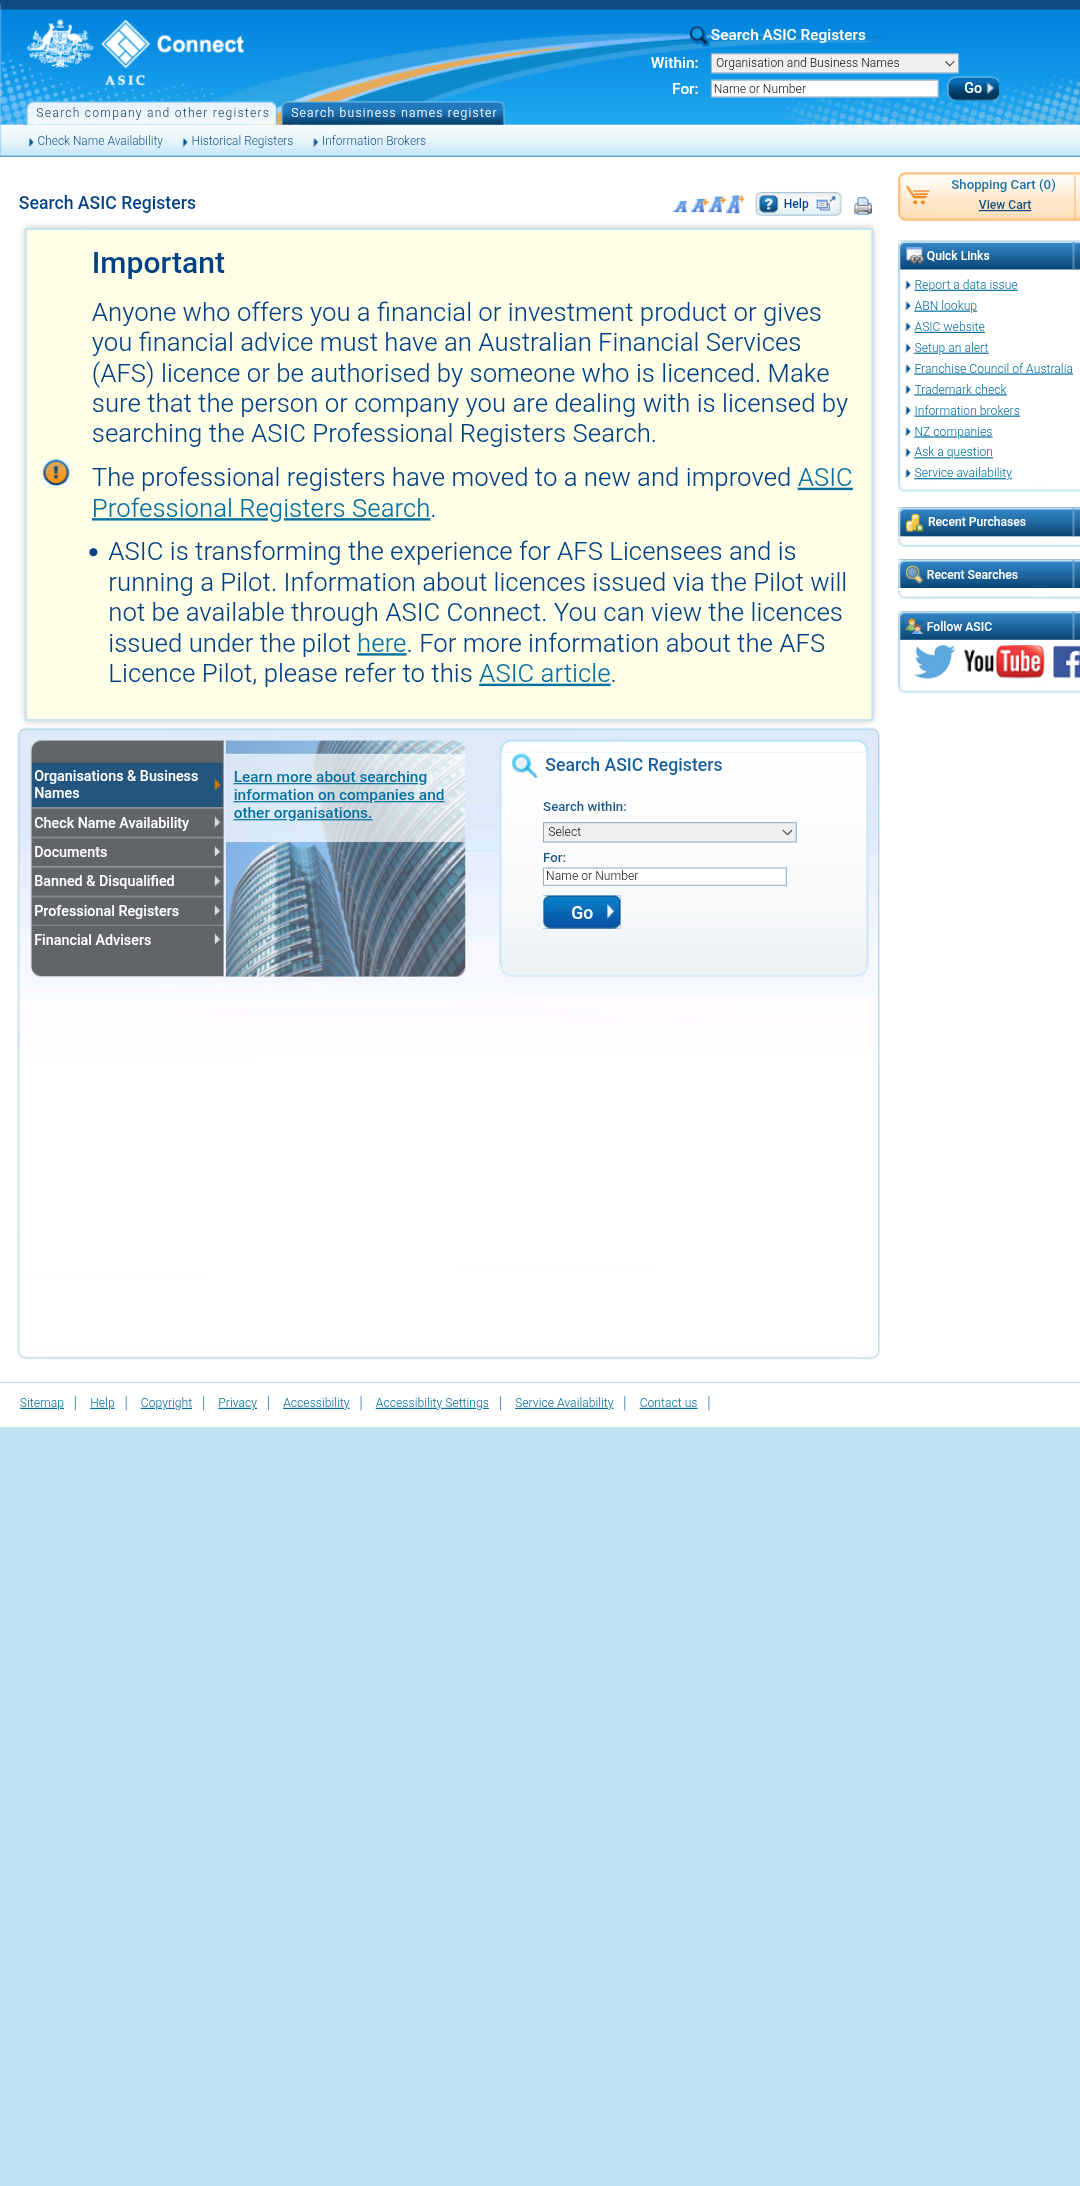 Connect
ASIC
Search ASIC Registers
Within: Organisation and Business Names
For: Name or Number Go
Search company and other registers Search business names register
Check Name Availability Historical Registers Information Brokers
Search ASIC Registers
A A A A Help
Shopping Cart (0)
View Cart
Important
Anyone who offers you a financial or investment product or gives
you financial advice must have an Australian Financial Services
(AFS) licence or be authorised by someone who is licenced. Make
sure that the person or company you are dealing with is licensed by
searching the ASIC Professional Registers Search.
The professional registers have moved to a new and improved ASIC
Professional Registers Search.
• ASIC is transforming the experience for AFS Licensees and is
running a Pilot. Information about licences issued via the Pilot will
not be available through ASIC Connect. You can view the licences
issued under the pilot here. For more information about the AFS
Licence Pilot, please refer to this ASIC article.
Quick Links
Report a data issue
ABN lookup
ASIC website
Setup an alert
Franchise Council of Australia
Trademark check
Information brokers
NZ companies
Ask a question
Service availability
Recent Purchases
Recent Searches
Follow ASIC
You Tube f
Organisations & Business
Names
Check Name Availability
Documents
Banned & Disqualified
Professional Registers
Financial Advisers
Learn more about searching
information on companies and
other organisations.
Search ASIC Registers
Search within:
Select
For:
Name or Number
Go
Sitemap | Help | Copyright | Privacy | Accessibility | Accessibility Settings | Service Availability | Contact us |